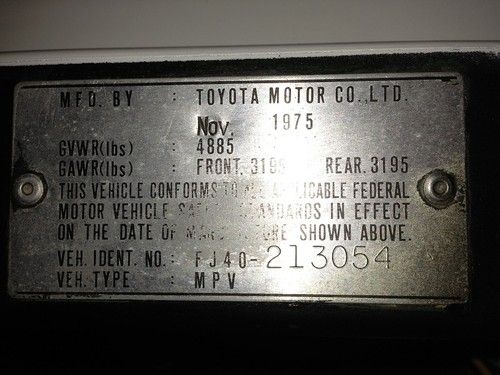 MFD. BY : TOYOTA MOTOR CO.,LTD.
Nov. 1975
GVWR(lbs) : 4885
GAWR(lbs) : FRONT. 3195 REAR. 3195
THIS VEHICLE CONFORMS TO ALL APPLICABLE FEDERAL
MOTOR VEHICLE SAFETY STANDARDS IN EFFECT
ON THE DATE OF MANUFACTURE SHOWN ABOVE.
VEH. IDENT. NO.: FJ40-213054
VEH. TYPE : MPV